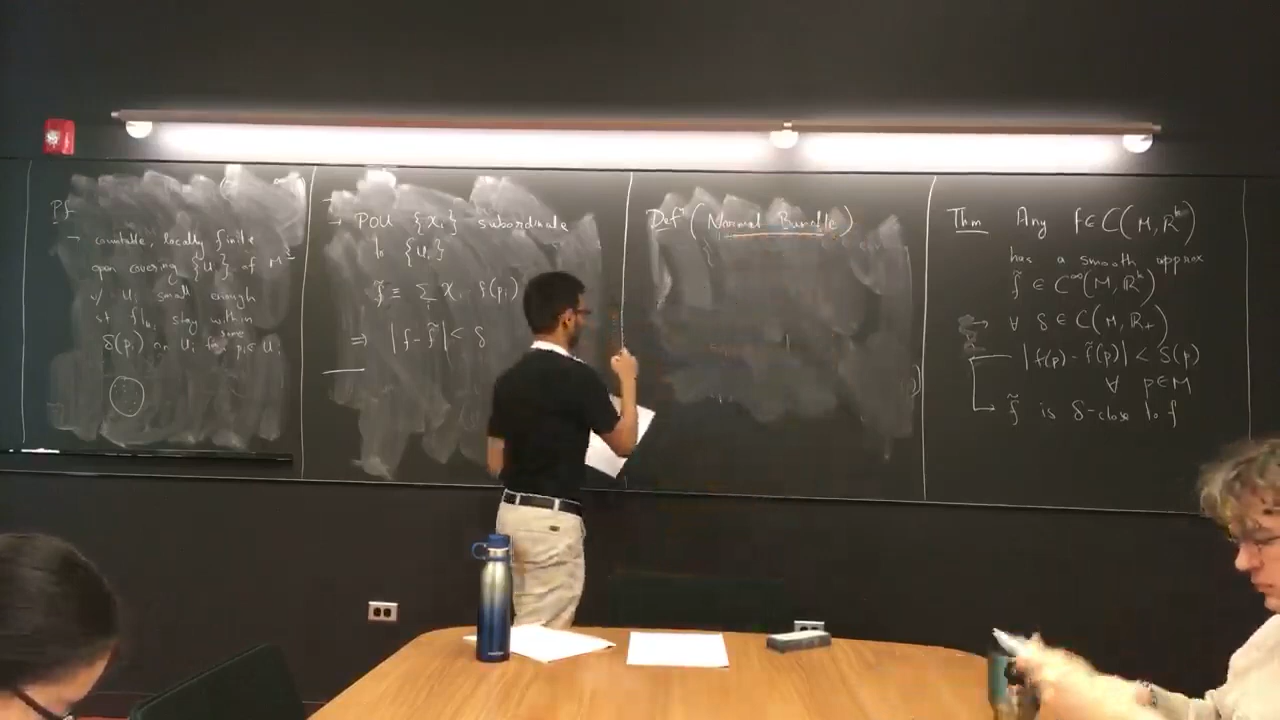 Pf
→ countable, locally finite
open covering {Uᵢ} of M
w/ Uᵢ small enough
st f|ᵤᵢ stay within
δ(pᵢ) on Uᵢ for some pᵢ ∈ Uᵢ
→ POU {χᵢ} subordinate
to {Uᵢ}
f̃ ≡ Σᵢ χᵢ f(pᵢ)
⇒ |f - f̃| < δ
Defⁿ (Normal Bundle)
Thm Any f ∈ C(M, ℝᵏ)
has a smooth approx
f̃ ∈ C^∞(M, ℝᵏ)
→ ∀ δ ∈ C(M, ℝ₊)
|f(p) - f̃(p)| < δ(p)
∀ p ∈ M
→ f̃ is δ-close to f